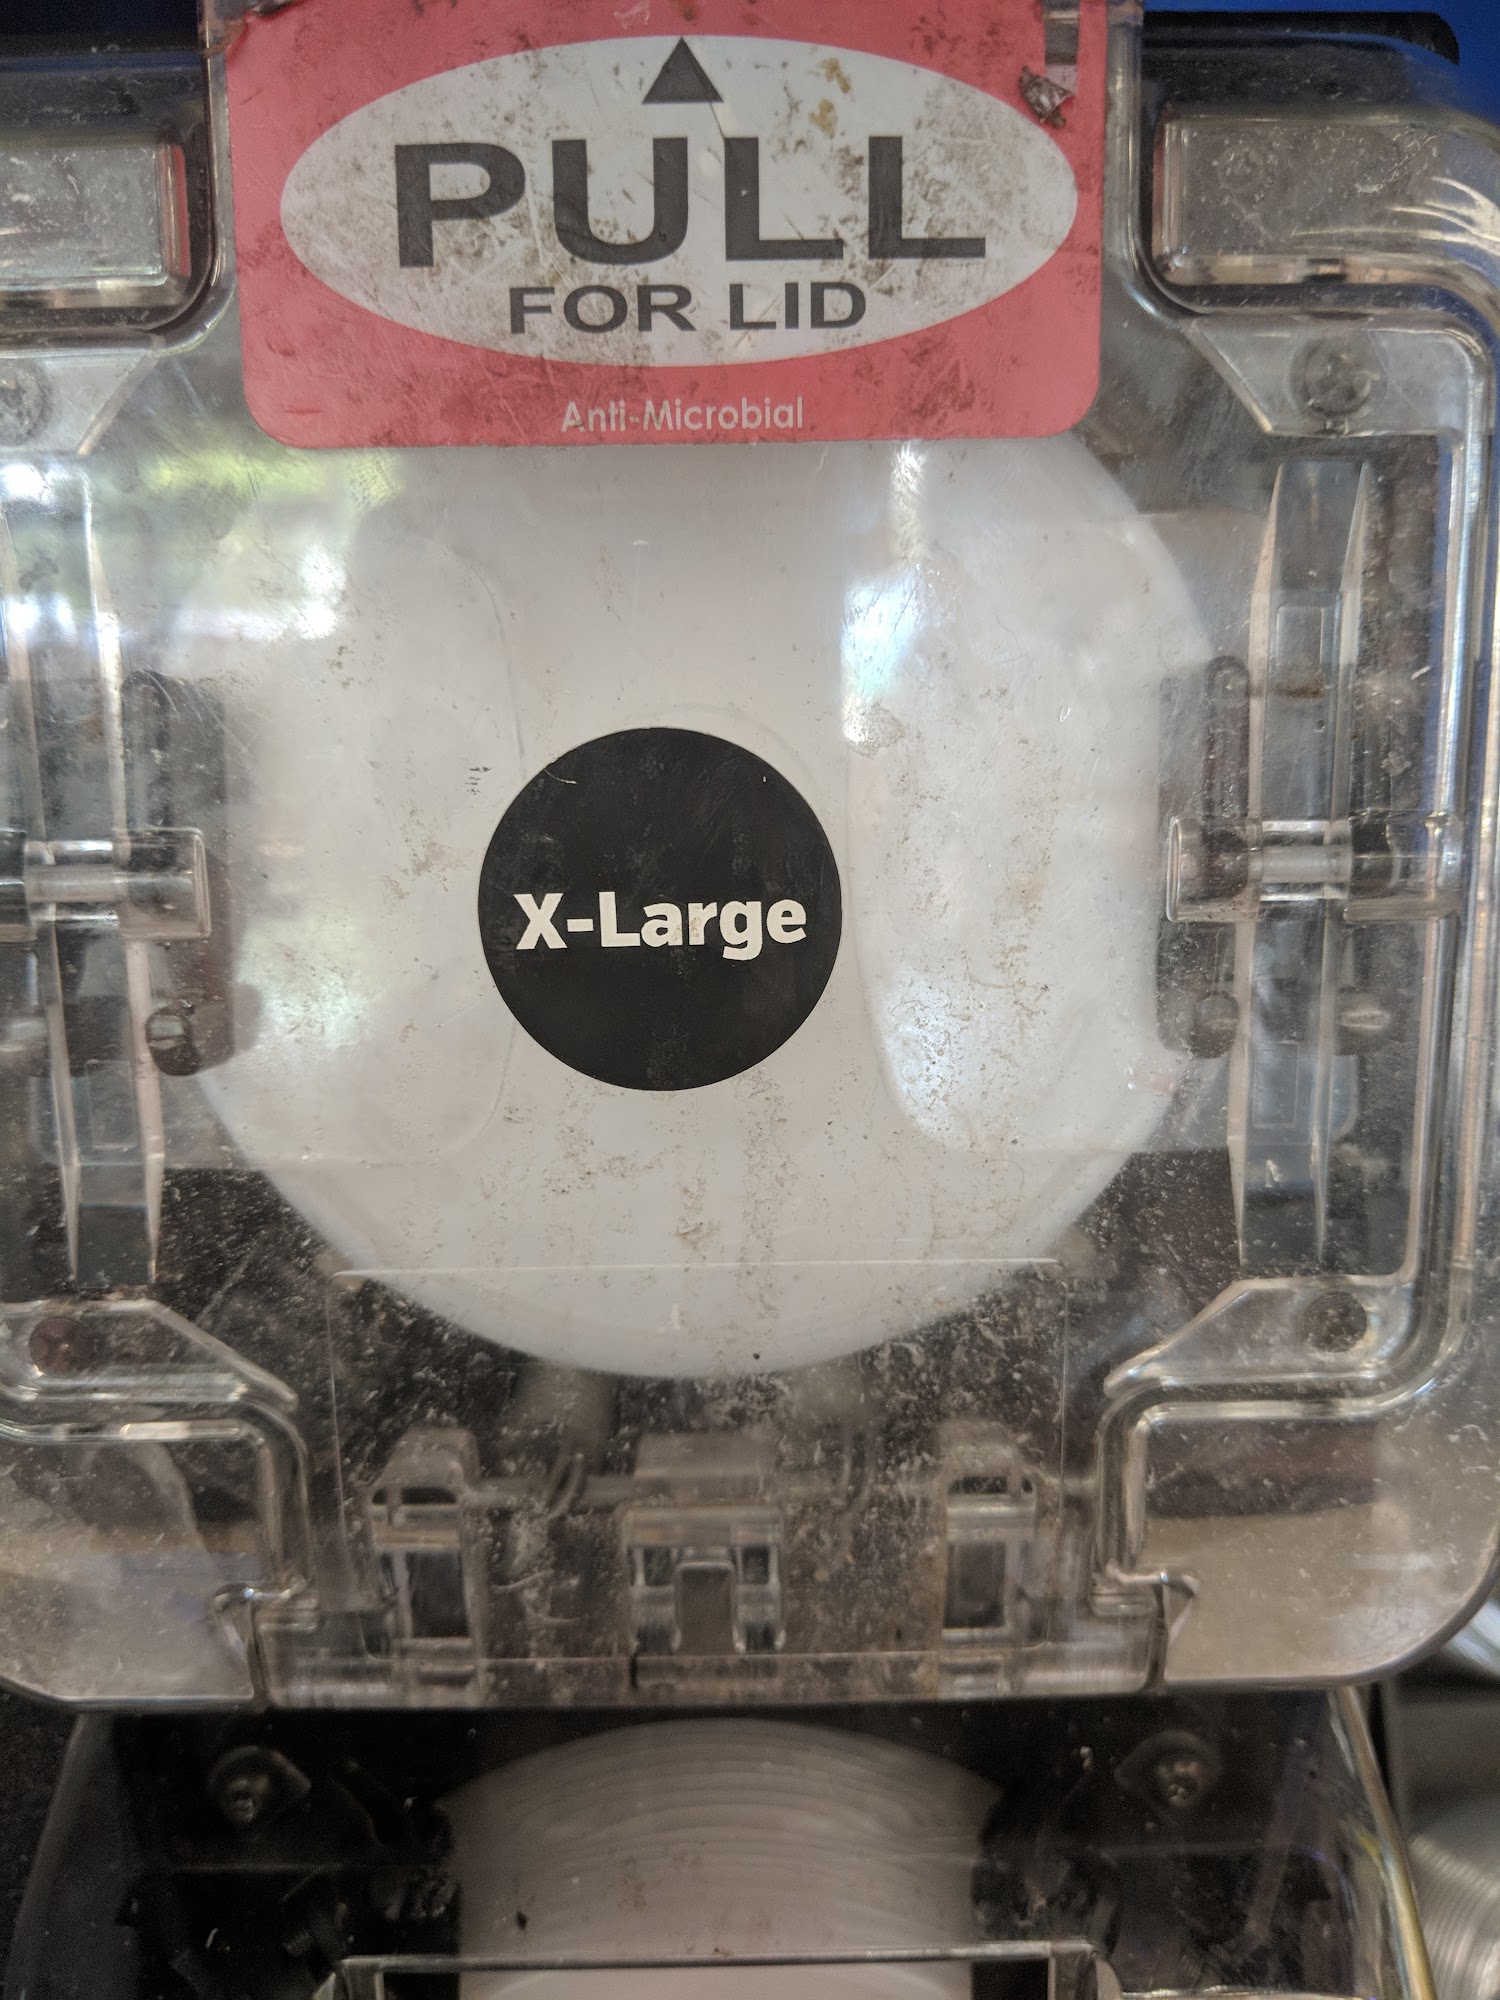 PULL
FOR LID
Anti-Microbial
X-Large